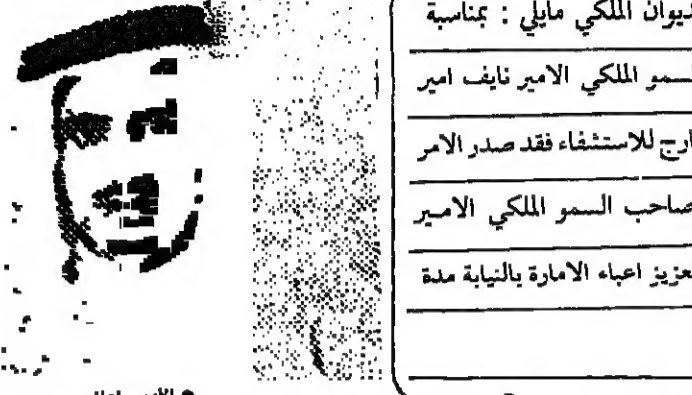 ديوان الملكي مايلي : بمناسبة
لسمو الملكي الامير نايف امير
ارج للاستشفاء فقد صدر الامر
صاحب السمو الملكي الامير
عزيز اعباء الامارة بالنيابة مدة